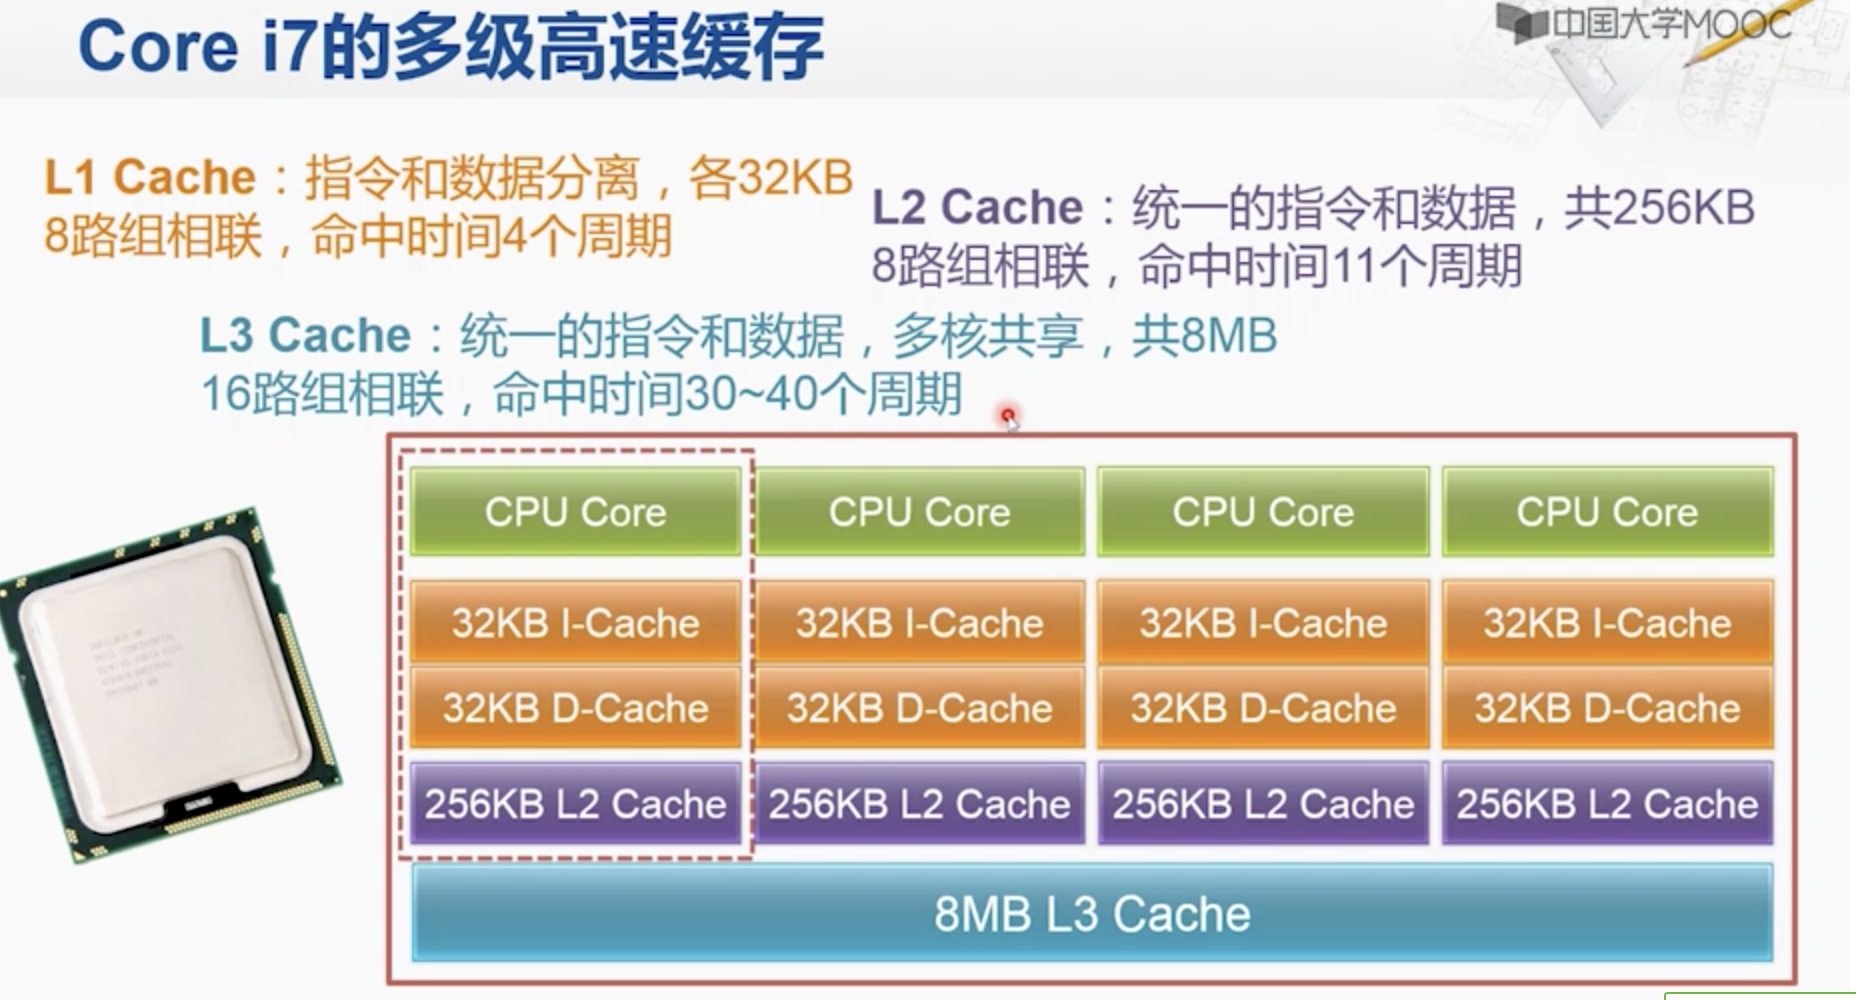 Core i7的多级高速缓存
中国大学MOOC
L1 Cache：指令和数据分离，各32KB
8路组相联，命中时间4个周期
L2 Cache：统一的指令和数据，共256KB
8路组相联，命中时间11个周期
L3 Cache：统一的指令和数据，多核共享，共8MB
16路组相联，命中时间30~40个周期
CPU Core CPU Core CPU Core CPU Core
32KB I-Cache 32KB I-Cache 32KB I-Cache 32KB I-Cache
32KB D-Cache 32KB D-Cache 32KB D-Cache 32KB D-Cache
256KB L2 Cache 256KB L2 Cache 256KB L2 Cache 256KB L2 Cache
8MB L3 Cache